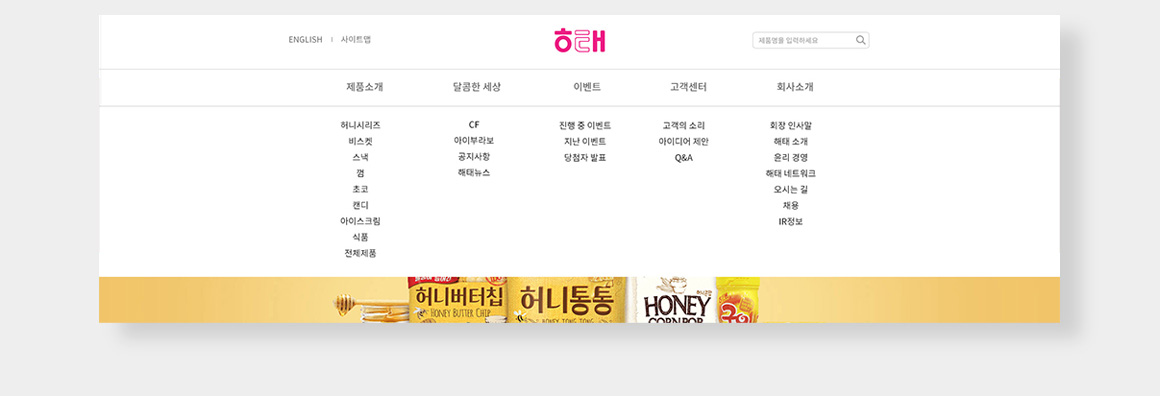 ENGLISH I 사이트맵
해태
제품명을 입력하세요
제품소개
달콤한 세상
이벤트
고객센터
회사소개
허니시리즈
비스켓
스낵
껌
초코
캔디
아이스크림
식품
전체제품
CF
아이부라보
공지사항
해태뉴스
진행 중 이벤트
지난 이벤트
당첨자 발표
고객의 소리
아이디어 제안
Q&A
회장 인사말
해태 소개
윤리 경영
해태 네트워크
오시는 길
채용
IR정보
허니버터칩
HONEY BUTTER CHIP
허니통통
HONEY TONG TONG
HONEY
CORN POP